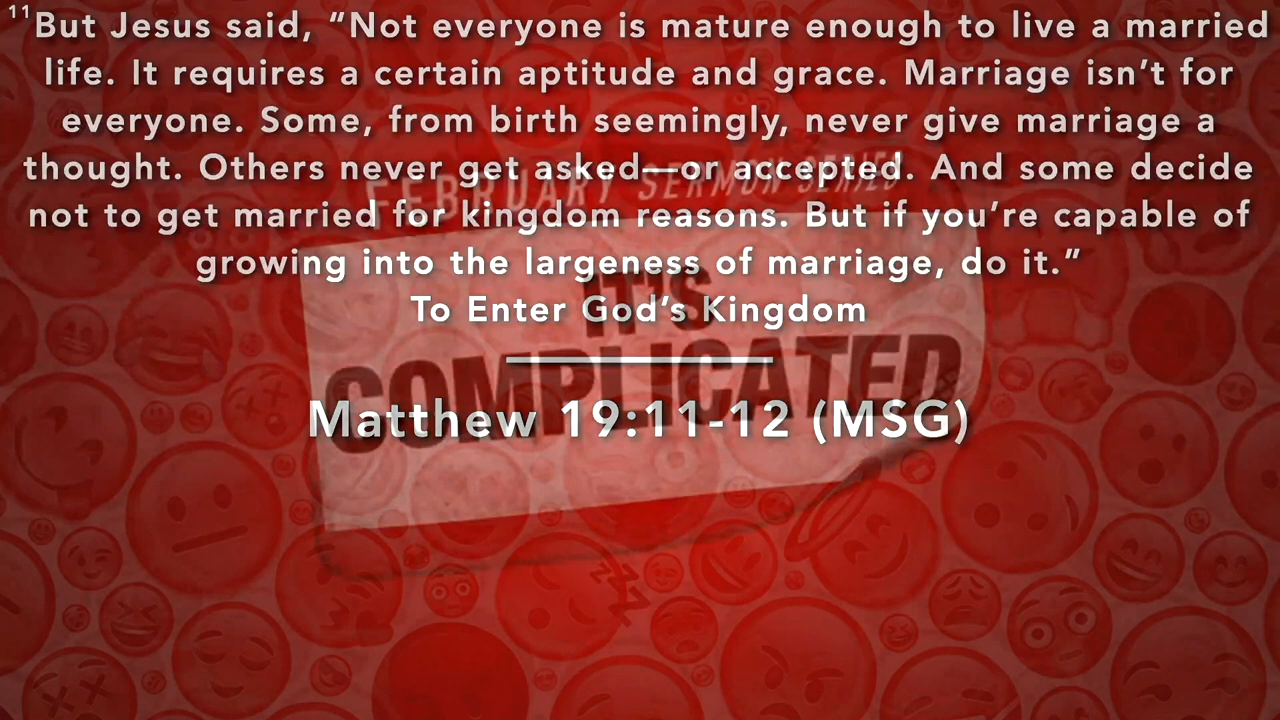 11But Jesus said, “Not everyone is mature enough to live a married
life. It requires a certain aptitude and grace. Marriage isn’t for
everyone. Some, from birth seemingly, never give marriage a
thought. Others never get asked—or accepted. And some decide
not to get married for kingdom reasons. But if you’re capable of
growing into the largeness of marriage, do it.”
To Enter God’s Kingdom
Matthew 19:11-12 (MSG)
FEBRUARY SERMON SERIES
IT'S
COMPLICATED